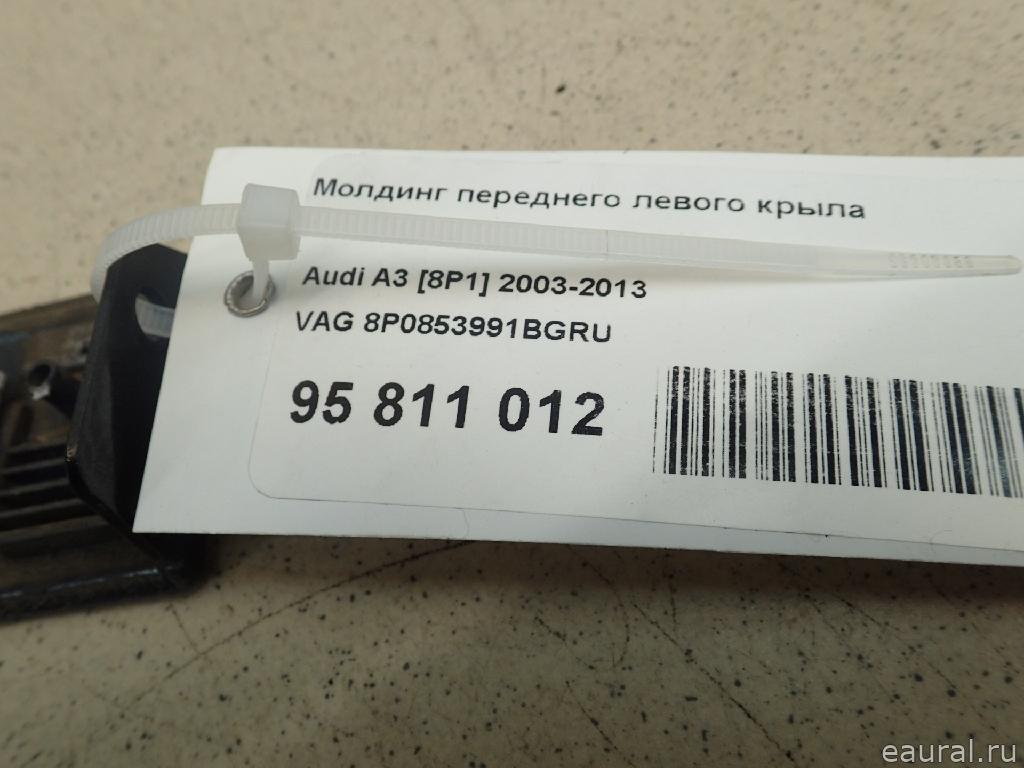 Молдинг переднего левого крыла
Audi A3 [8P1] 2003-2013
VAG 8P0853991BGRU
95 811 012
eaural.ru